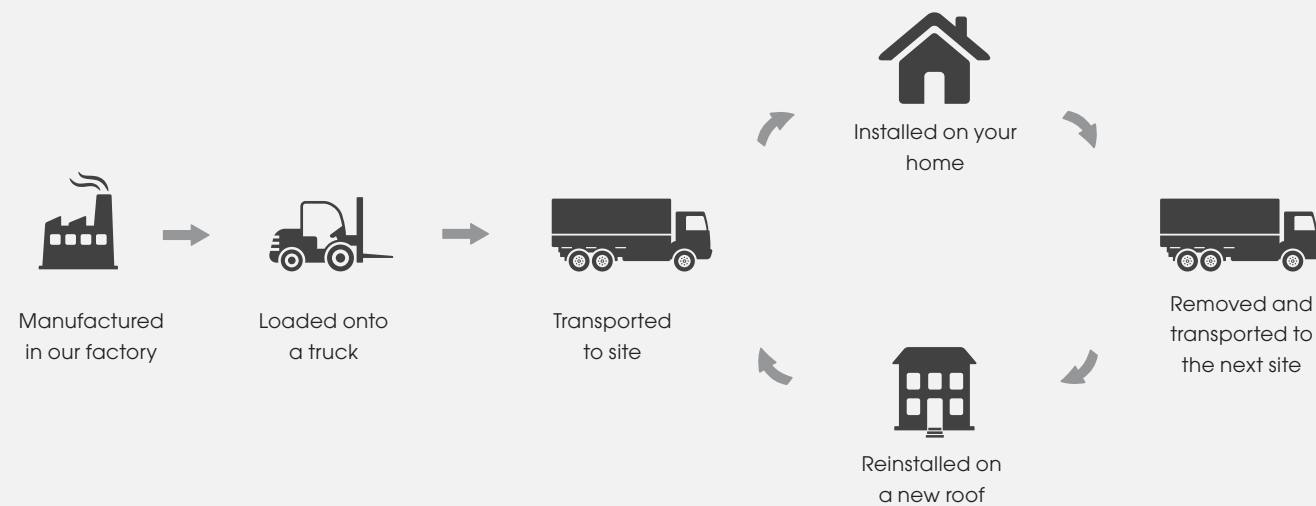 Manufactured
in our factory
Loaded onto
a truck
Transported
to site
Installed on your
home
Removed and
transported to
the next site
Reinstalled on
a new roof